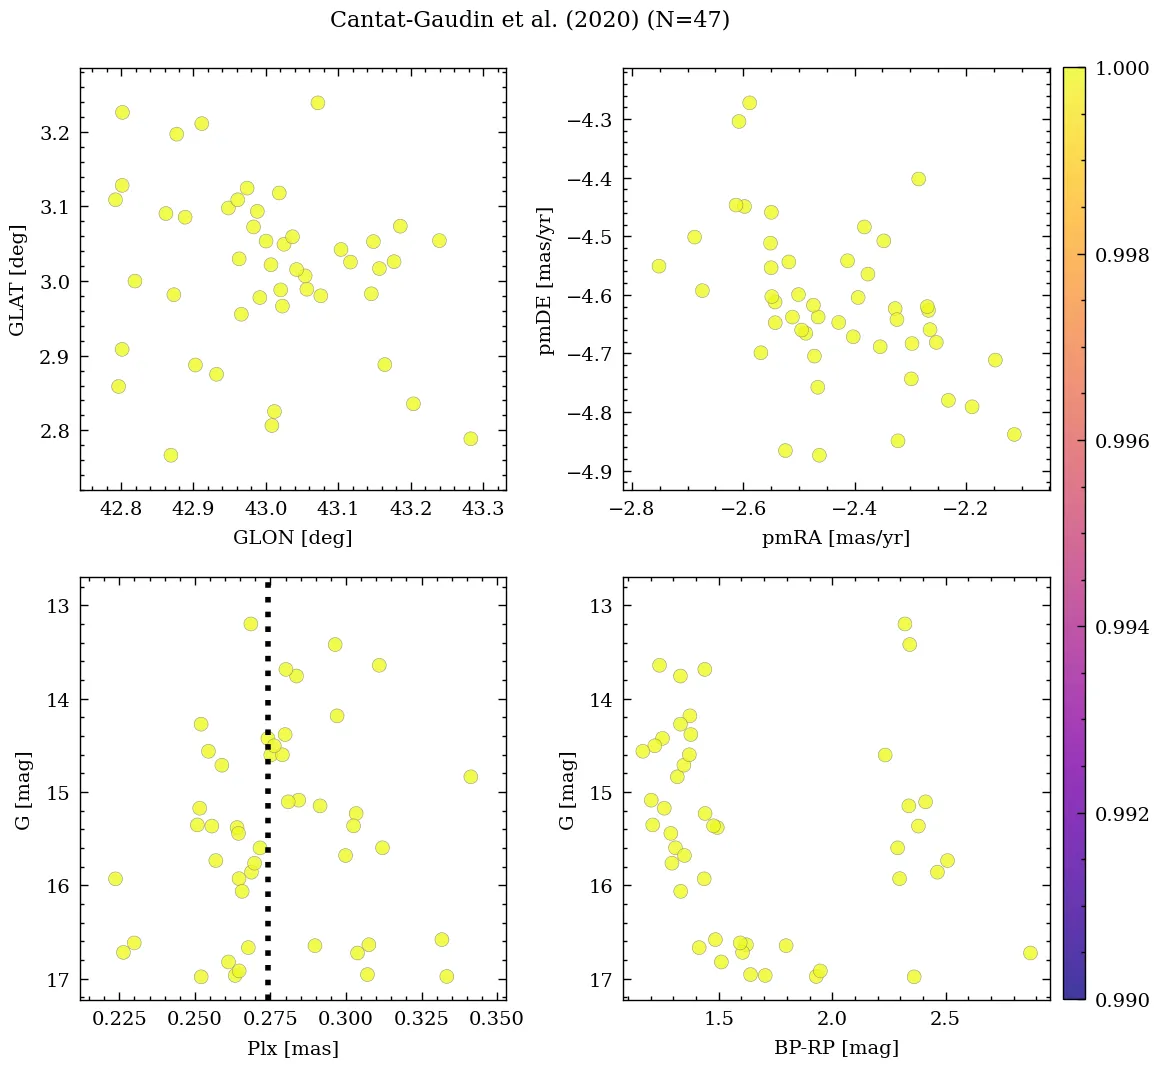 Cantat-Gaudin et al. (2020) (N=47)
3.2
3.1
3.0
2.9
2.8
GLAT [deg]
42.8 42.9 43.0 43.1 43.2 43.3
GLON [deg]
−4.3
−4.4
−4.5
−4.6
−4.7
−4.8
−4.9
pmDE [mas/yr]
−2.8 −2.6 −2.4 −2.2
pmRA [mas/yr]
13
14
15
16
17
G [mag]
0.225 0.250 0.275 0.300 0.325 0.350
Plx [mas]
13
14
15
16
17
G [mag]
1.5 2.0 2.5
BP-RP [mag]
1.000
0.998
0.996
0.994
0.992
0.990